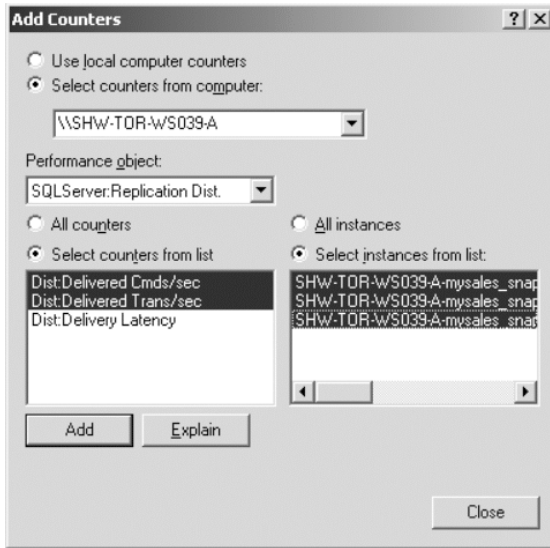 Add Counters
Use local computer counters
Select counters from computer:
\\SHW-TOR-WS039-A
Performance object:
SQLServer:Replication Dist.
All counters
All instances
Select counters from list
Select instances from list:
Dist:Delivered Cmds/sec
Dist:Delivered Trans/sec
Dist:Delivery Latency
SHW-TOR-WS039-A-mysales_snap
SHW-TOR-WS039-A-mysales_snap
SHW-TOR-WS039-A-mysales_snap
Add
Explain
Close